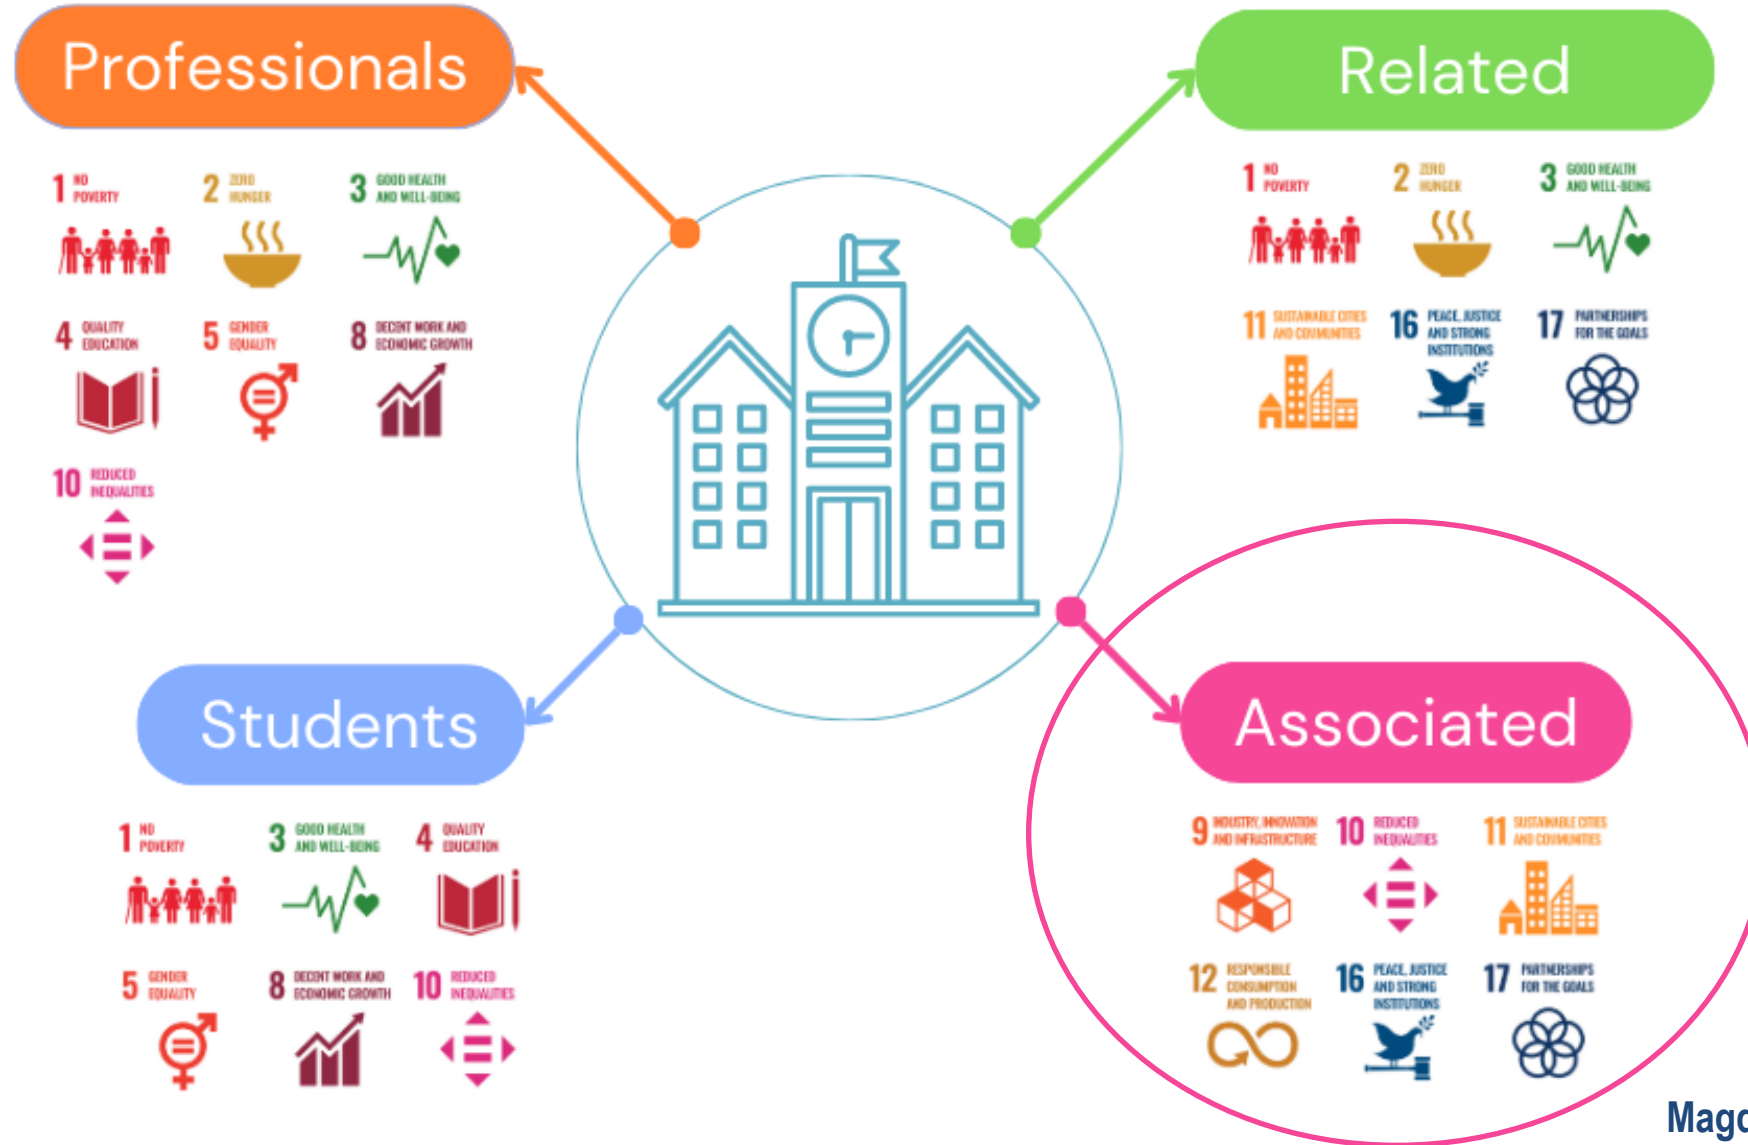 Professionals
1 NO
POVERTY
2 ZERO
HUNGER
3 GOOD HEALTH
AND WELL-BEING
4 QUALITY
EDUCATION
5 GENDER
EQUALITY
8 DECENT WORK AND
ECONOMIC GROWTH
10 REDUCED
INEQUALITIES
Related
1 NO
POVERTY
2 ZERO
HUNGER
3 GOOD HEALTH
AND WELL-BEING
11 SUSTAINABLE CITIES
AND COMMUNITIES
16 PEACE, JUSTICE
AND STRONG
INSTITUTIONS
17 PARTNERSHIPS
FOR THE GOALS
Students
1 NO
POVERTY
3 GOOD HEALTH
AND WELL-BEING
4 QUALITY
EDUCATION
5 GENDER
EQUALITY
8 DECENT WORK AND
ECONOMIC GROWTH
10 REDUCED
INEQUALITIES
Associated
9 INDUSTRY, INNOVATION
AND INFRASTRUCTURE
10 REDUCED
INEQUALITIES
11 SUSTAINABLE CITIES
AND COMMUNITIES
12 RESPONSIBLE
CONSUMPTION
AND PRODUCTION
16 PEACE, JUSTICE
AND STRONG
INSTITUTIONS
17 PARTNERSHIPS
FOR THE GOALS